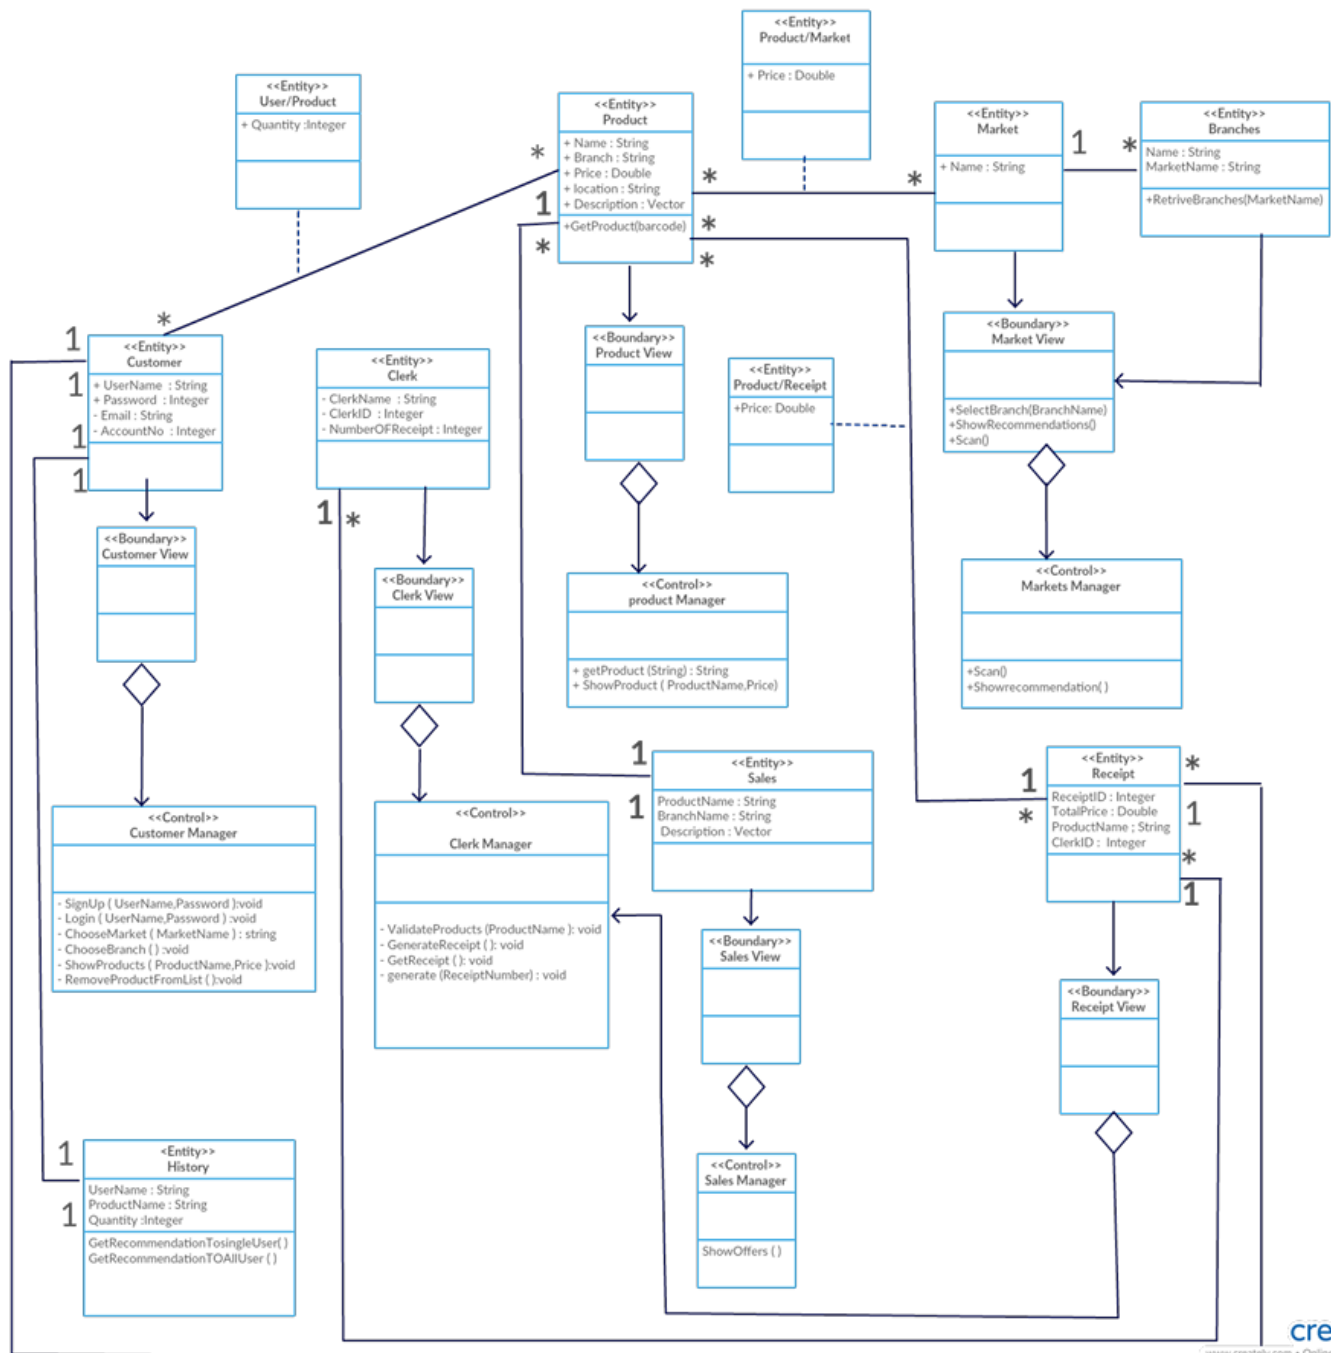 <<Entity>>
Product/Market
+ Price : Double
<<Entity>>
User/Product
+ Quantity :Integer
<<Entity>>
Product
+ Name : String
+ Branch : String
+ Price : Double
+ location : String
+ Description : Vector
+GetProduct(barcode)
<<Entity>>
Market
+ Name : String
<<Entity>>
Branches
Name : String
MarketName : String
+RetriveBranches(MarketName)
1
*
*
*
*
1
*
*
*
*
<<Entity>>
Customer
+ UserName : String
+ Password : Integer
- Email : String
- AccountNo : Integer
1
1
1
1
<<Entity>>
Clerk
- ClerkName : String
- ClerkID : Integer
- NumberOFReceipt : Integer
1 *
<<Boundary>>
Product View
<<Entity>>
Product/Receipt
+Price: Double
<<Boundary>>
Market View
+SelectBranch(BranchName)
+ShowRecommendations()
+Scan()
<<Boundary>>
Customer View
<<Boundary>>
Clerk View
<<Control>>
product Manager
+ getProduct (String) : String
+ ShowProduct ( ProductName,Price)
<<Control>>
Markets Manager
+Scan()
+Showrecommendation( )
<<Control>>
Customer Manager
- SignUp ( UserName,Password ):void
- Login ( UserName,Password ) :void
- ChooseMarket ( MarketName ) : string
- ChooseBranch ( ) :void
- ShowProducts ( ProductName,Price ):void
- RemoveProductFromList ( ):void
<<Control>>
Clerk Manager
- ValidateProducts (ProductName ): void
- GenerateReceipt ( ): void
- GetReceipt ( ): void
- generate (ReceiptNumber) : void
1
1
<<Entity>>
Sales
ProductName : String
BranchName : String
Description : Vector
1
*
<<Entity>>
Receipt
ReceiptID : Integer
TotalPrice : Double
ProductName ; String
ClerkID : Integer
*
1
*
1
<<Boundary>>
Sales View
<<Boundary>>
Receipt View
1
1
<Entity>>
History
UserName : String
ProductName : String
Quantity :Integer
GetRecommendationTosingleUser( )
GetRecommendationTOAllUser ( )
<<Control>>
Sales Manager
ShowOffers ( )
cre
www.creately.com • Online